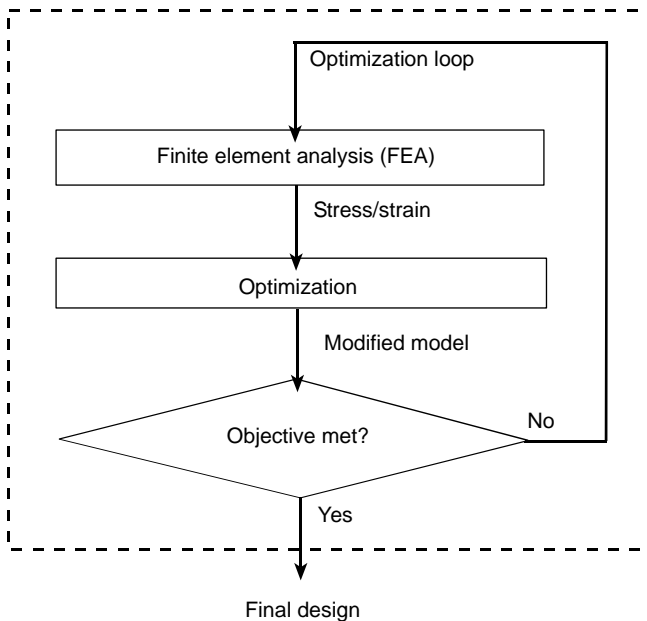 Optimization loop
Finite element analysis (FEA)
Stress/strain
Optimization
Modified model
Objective met?
No
Yes
Final design